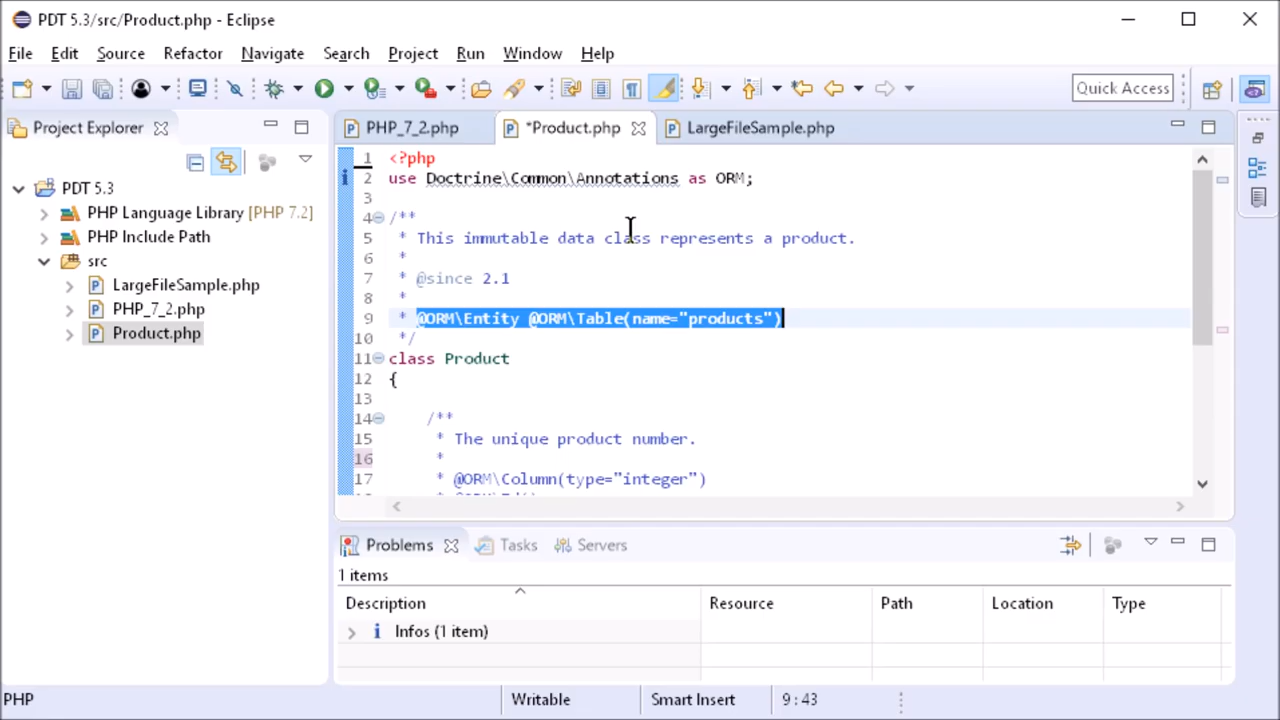 PDT 5.3/src/Product.php - Eclipse
File Edit Source Refactor Navigate Search Project Run Window Help
Quick Access
Project Explorer
PDT 5.3
PHP Language Library [PHP 7.2]
PHP Include Path
src
LargeFileSample.php
PHP_7_2.php
Product.php
PHP_7_2.php *Product.php LargeFileSample.php
1 <?php
2 use Doctrine\Common\Annotations as ORM;
3
4 /**
5 * This immutable data class represents a product.
6 *
7 * @since 2.1
8 *
9 * @ORM\Entity @ORM\Table(name="products")
10 */
11 class Product
12 {
13
14 /**
15 * The unique product number.
16 *
17 * @ORM\Column(type="integer")
Problems Tasks Servers
1 items
Description Resource Path Location Type
Infos (1 item)
PHP Writable Smart Insert 9:43